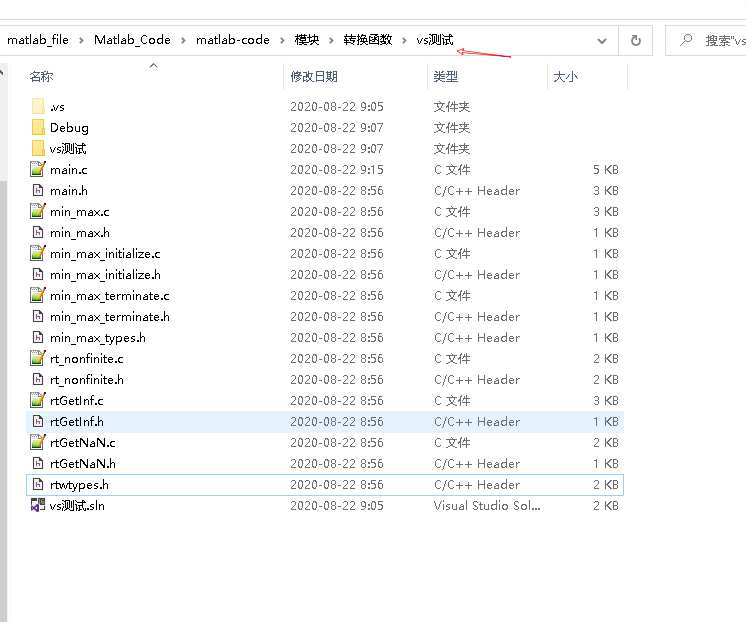 matlab_file › Matlab_Code › matlab-code › 模块 › 转换函数 › vs测试 搜索"vs
名称 修改日期 类型 大小
.vs 2020-08-22 9:05 文件夹
Debug 2020-08-22 9:07 文件夹
vs测试 2020-08-22 9:07 文件夹
main.c 2020-08-22 9:15 C 文件 5 KB
main.h 2020-08-22 8:56 C/C++ Header 3 KB
min_max.c 2020-08-22 8:56 C 文件 3 KB
min_max.h 2020-08-22 8:56 C/C++ Header 1 KB
min_max_initialize.c 2020-08-22 8:56 C 文件 1 KB
min_max_initialize.h 2020-08-22 8:56 C/C++ Header 1 KB
min_max_terminate.c 2020-08-22 8:56 C 文件 1 KB
min_max_terminate.h 2020-08-22 8:56 C/C++ Header 1 KB
min_max_types.h 2020-08-22 8:56 C/C++ Header 1 KB
rt_nonfinite.c 2020-08-22 8:56 C 文件 2 KB
rt_nonfinite.h 2020-08-22 8:56 C/C++ Header 2 KB
rtGetInf.c 2020-08-22 8:56 C 文件 3 KB
rtGetInf.h 2020-08-22 8:56 C/C++ Header 1 KB
rtGetNaN.c 2020-08-22 8:56 C 文件 2 KB
rtGetNaN.h 2020-08-22 8:56 C/C++ Header 1 KB
rtwtypes.h 2020-08-22 8:56 C/C++ Header 2 KB
vs测试.sln 2020-08-22 9:05 Visual Studio Sol... 2 KB